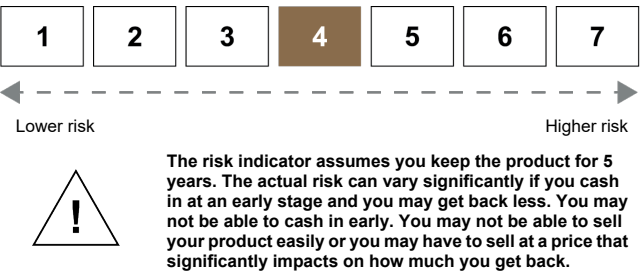 1 2 3 4 5 6 7
Lower risk Higher risk
!
The risk indicator assumes you keep the product for 5
years. The actual risk can vary significantly if you cash
in at an early stage and you may get back less. You may
not be able to cash in early. You may not be able to sell
your product easily or you may have to sell at a price that
significantly impacts on how much you get back.